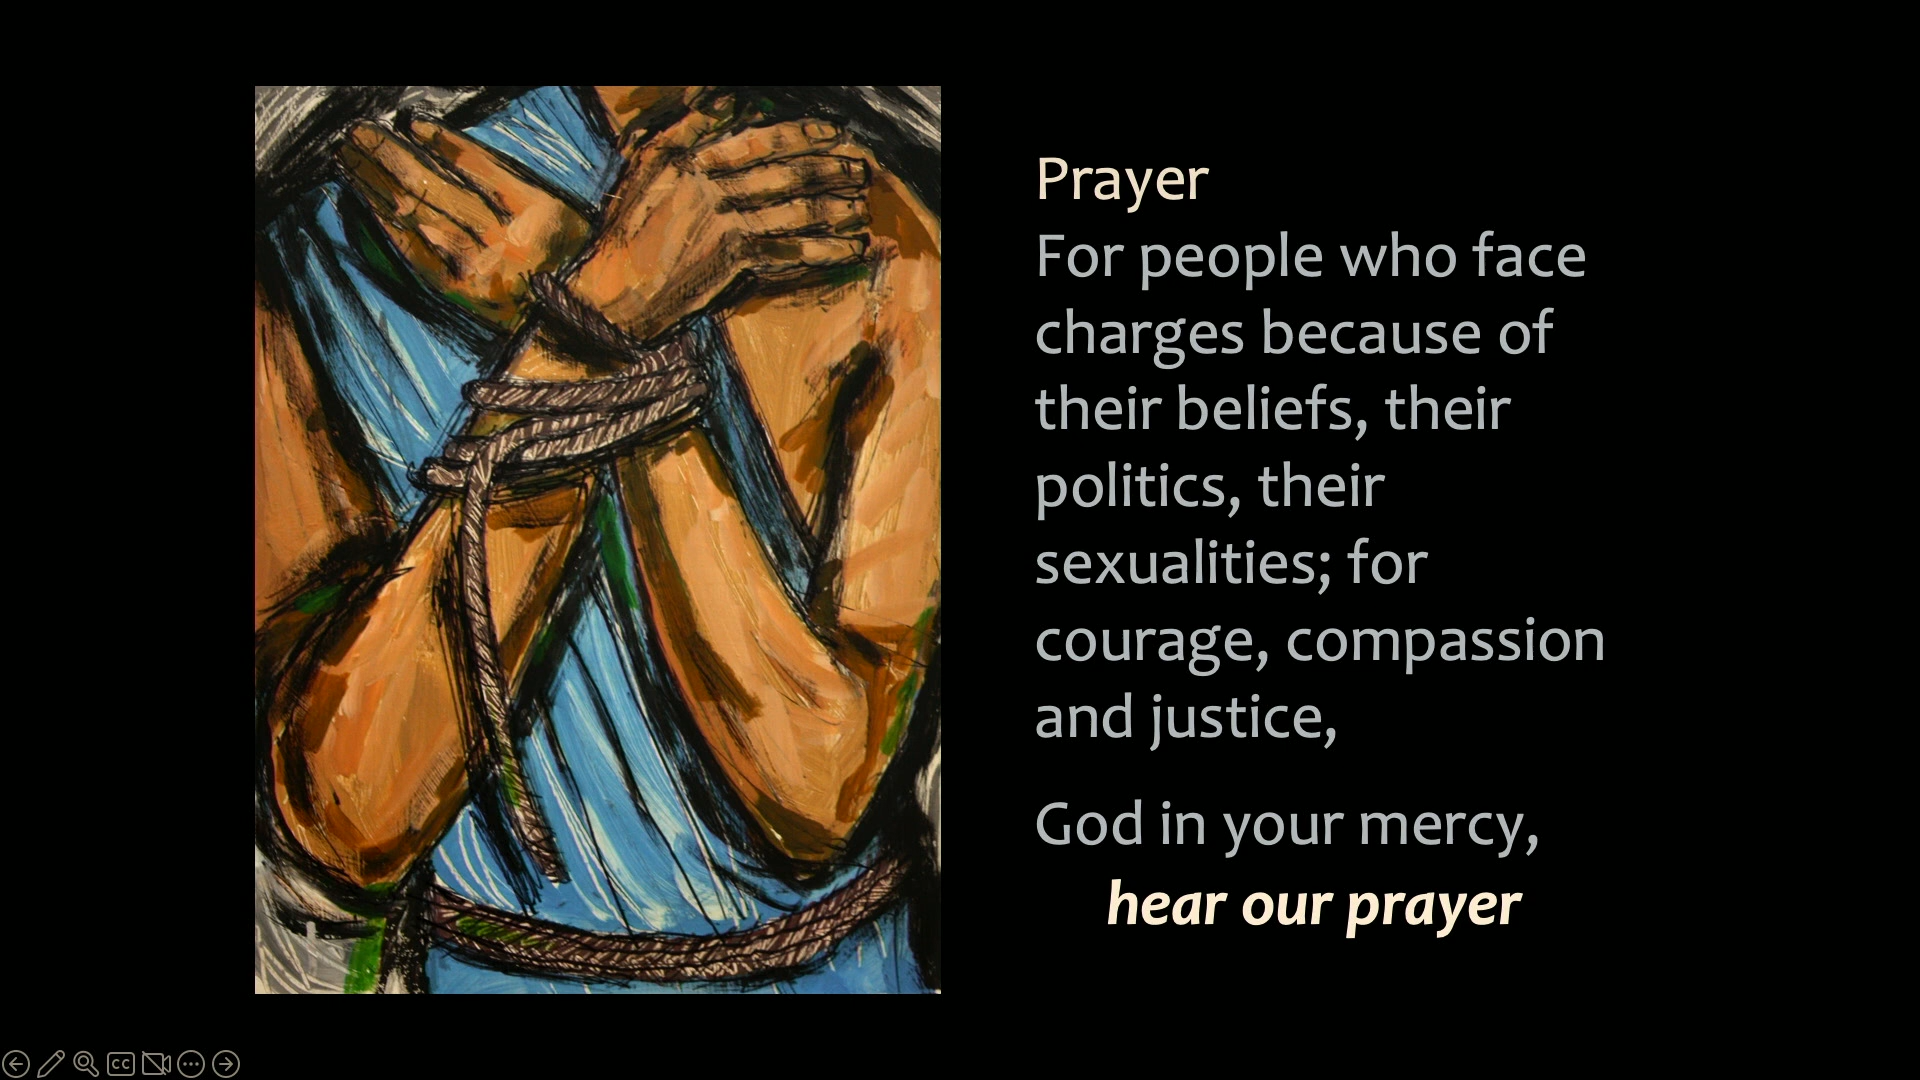 Prayer
For people who face
charges because of
their beliefs, their
politics, their
sexualities; for
courage, compassion
and justice,
God in your mercy,
hear our prayer
CC